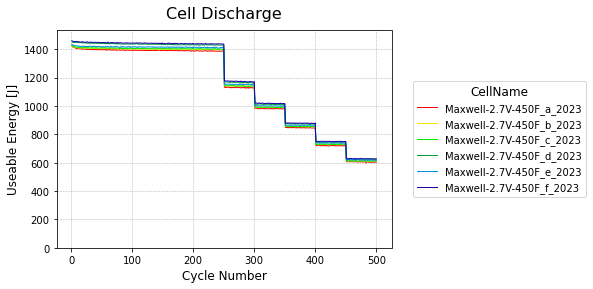 Cell Discharge
Useable Energy [J]
1400
1200
1000
800
600
400
200
0
0 100 200 300 400 500
Cycle Number
CellName
Maxwell-2.7V-450F_a_2023
Maxwell-2.7V-450F_b_2023
Maxwell-2.7V-450F_c_2023
Maxwell-2.7V-450F_d_2023
Maxwell-2.7V-450F_e_2023
Maxwell-2.7V-450F_f_2023